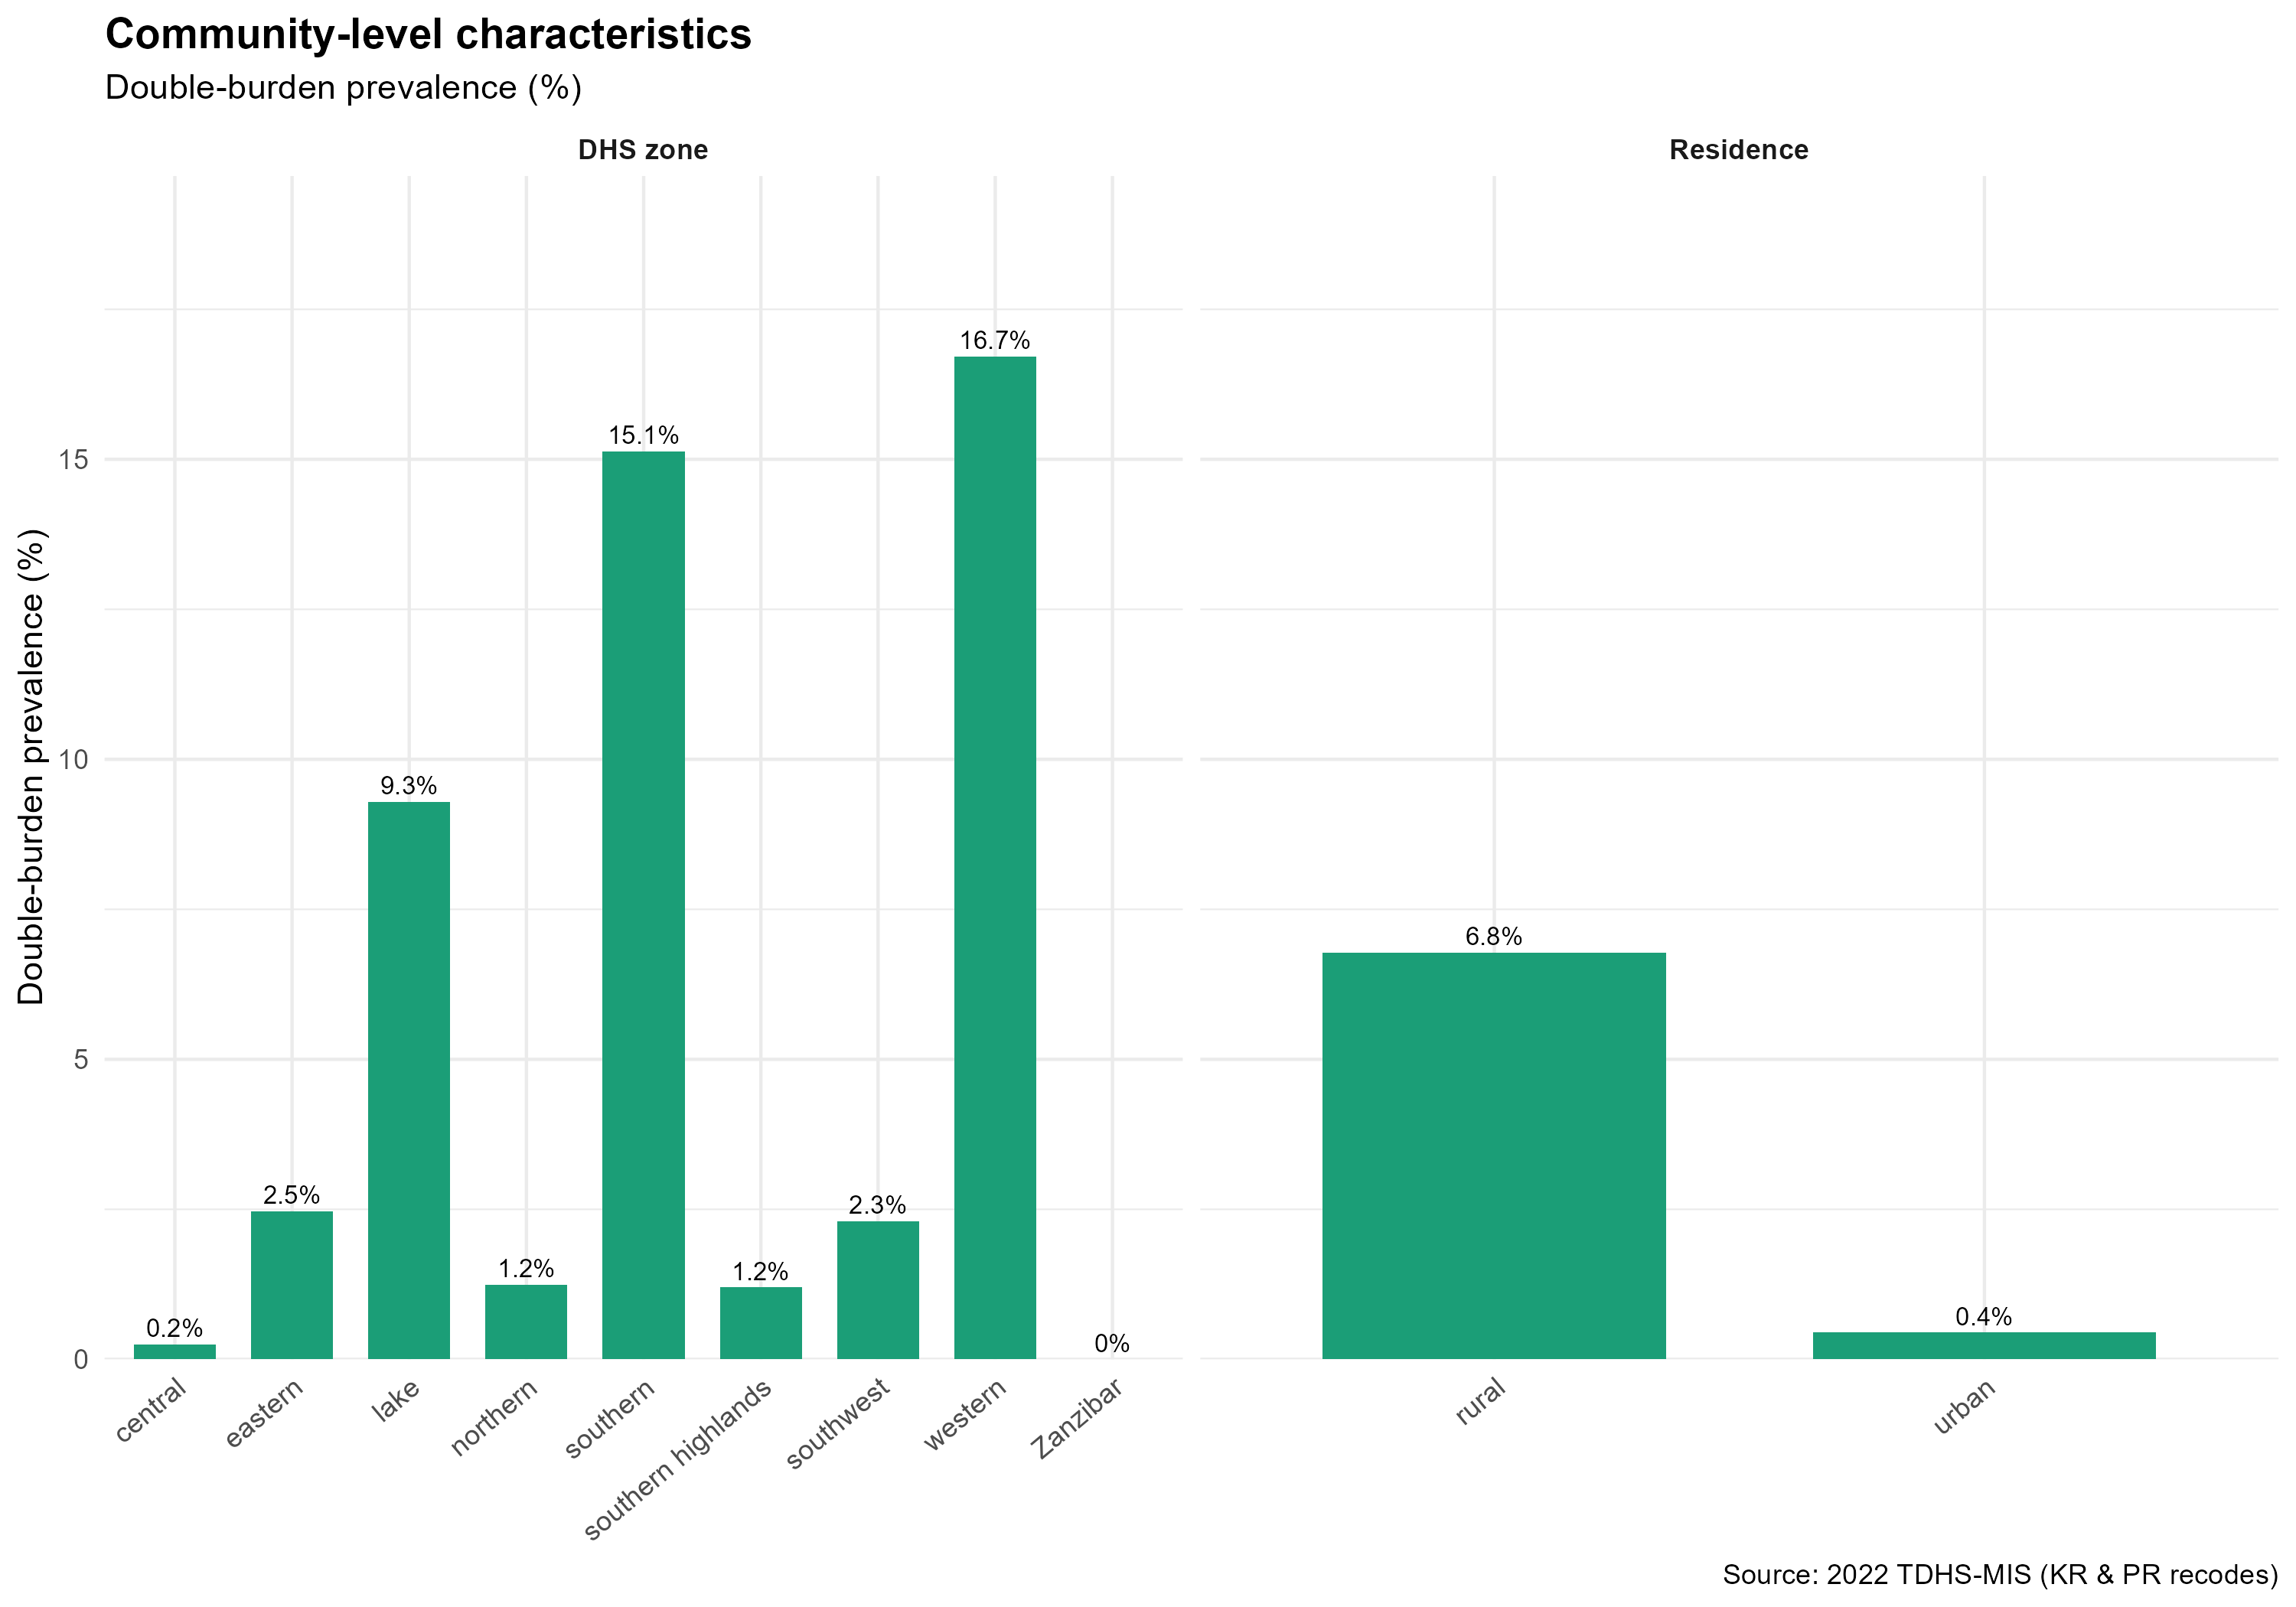 Community-level characteristics
Double-burden prevalence (%)
DHS zone
Residence
Double-burden prevalence (%)
15
10
5
0
0.2%
2.5%
9.3%
1.2%
15.1%
1.2%
2.3%
16.7%
0%
6.8%
0.4%
central
eastern
lake
northern
southern
southern highlands
southwest
western
Zanzibar
rural
urban
Source: 2022 TDHS-MIS (KR & PR recodes)